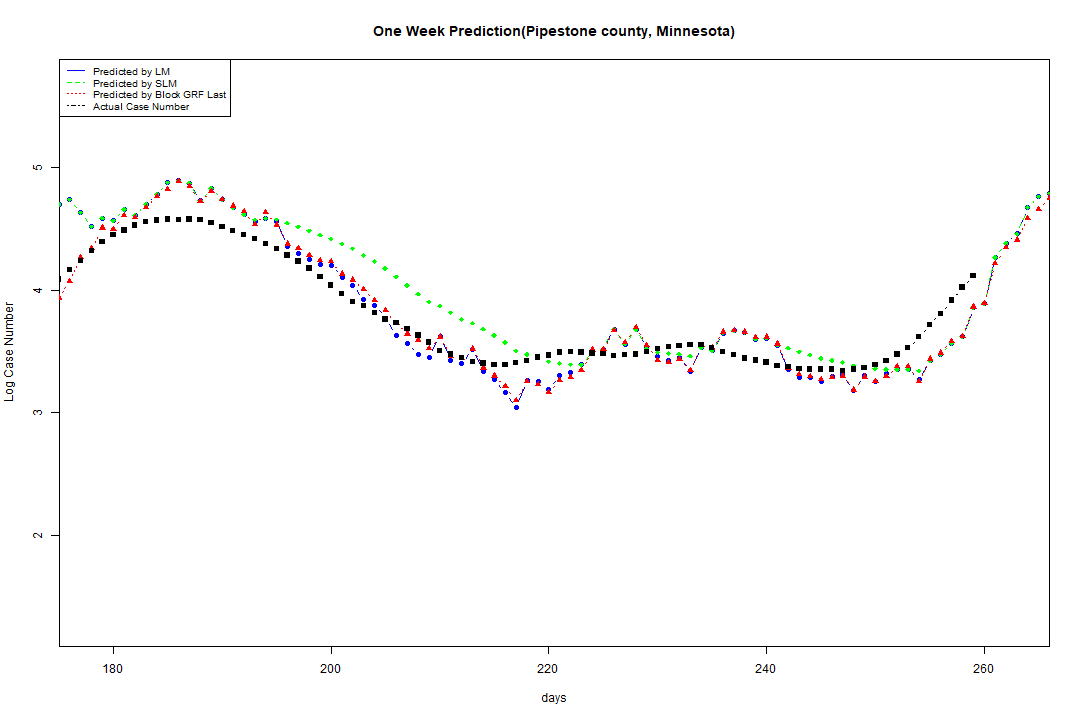 One Week Prediction(Pipestone county, Minnesota)
Predicted by LM
Predicted by SLM
Predicted by Block GRF Last
Actual Case Number
5
4
3
2
Log Case Number
180 200 220 240 260
days